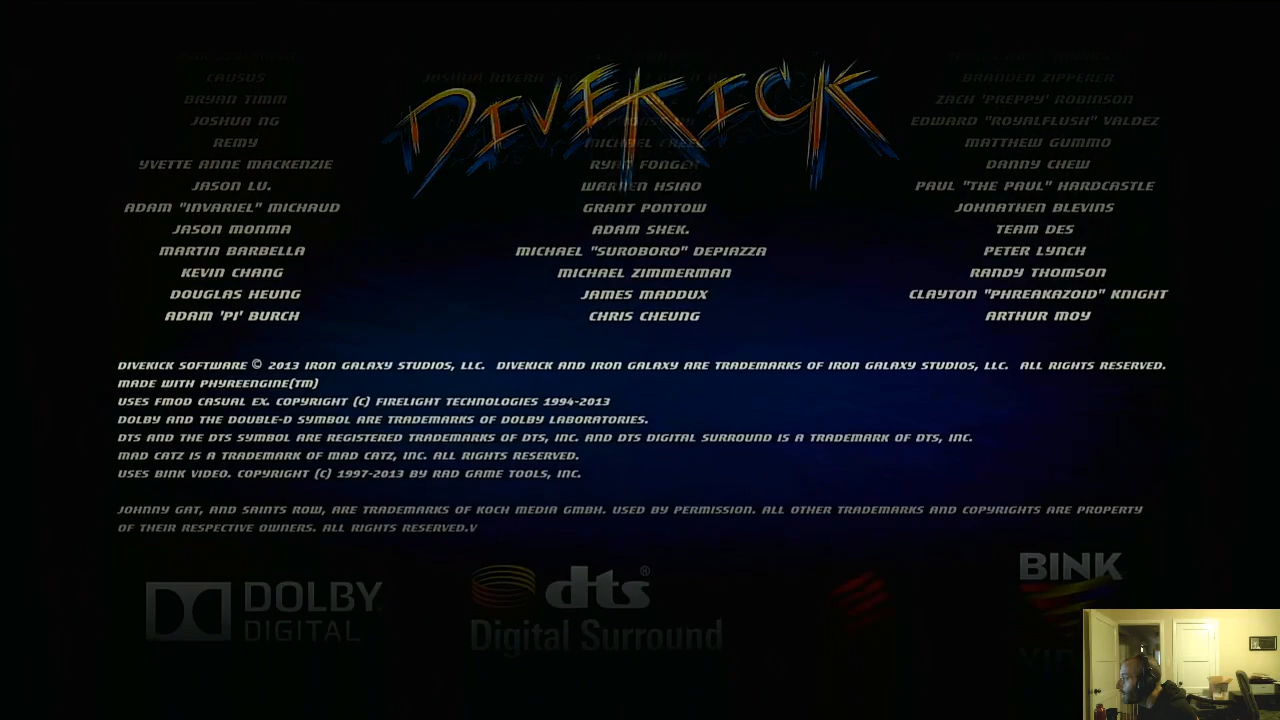 DIVEKICK
CAUSUS BRANDEN ZIPPERER
BRYAN TIMM ZACH 'PREPPY' ROBINSON
JOSHUA NG EDWARD "ROYALFLUSH" VALDEZ
REMY MATTHEW GUMMO
YVETTE ANNE MACKENZIE RYAN FONGER DANNY CHEW
JASON LU. WARREN HSIAO PAUL "THE PAUL" HARDCASTLE
ADAM "INVARIEL" MICHAUD GRANT PONTOW JOHNATHEN BLEVINS
JASON MONMA ADAM SHEK. TEAM DES
MARTIN BARBELLA MICHAEL "SUROBORO" DEPIAZZA PETER LYNCH
KEVIN CHANG MICHAEL ZIMMERMAN RANDY THOMSON
DOUGLAS HEUNG JAMES MADDUX CLAYTON "PHREAKAZOID" KNIGHT
ADAM 'PI' BURCH CHRIS CHEUNG ARTHUR MOY
DIVEKICK SOFTWARE © 2013 IRON GALAXY STUDIOS, LLC. DIVEKICK AND IRON GALAXY ARE TRADEMARKS OF IRON GALAXY STUDIOS, LLC. ALL RIGHTS RESERVED.
MADE WITH PHYREENGINE(TM)
USES FMOD CASUAL EX. COPYRIGHT (C) FIRELIGHT TECHNOLOGIES 1994-2013
DOLBY AND THE DOUBLE-D SYMBOL ARE TRADEMARKS OF DOLBY LABORATORIES.
DTS AND THE DTS SYMBOL ARE REGISTERED TRADEMARKS OF DTS, INC. AND DTS DIGITAL SURROUND IS A TRADEMARK OF DTS, INC.
MAD CATZ IS A TRADEMARK OF MAD CATZ, INC. ALL RIGHTS RESERVED.
USES BINK VIDEO. COPYRIGHT (C) 1997-2013 BY RAD GAME TOOLS, INC.
JOHNNY GAT, AND SAINTS ROW, ARE TRADEMARKS OF KOCH MEDIA GMBH. USED BY PERMISSION. ALL OTHER TRADEMARKS AND COPYRIGHTS ARE PROPERTY
OF THEIR RESPECTIVE OWNERS. ALL RIGHTS RESERVED.V
DOLBY
DIGITAL
dts®
Digital Surround
BINK